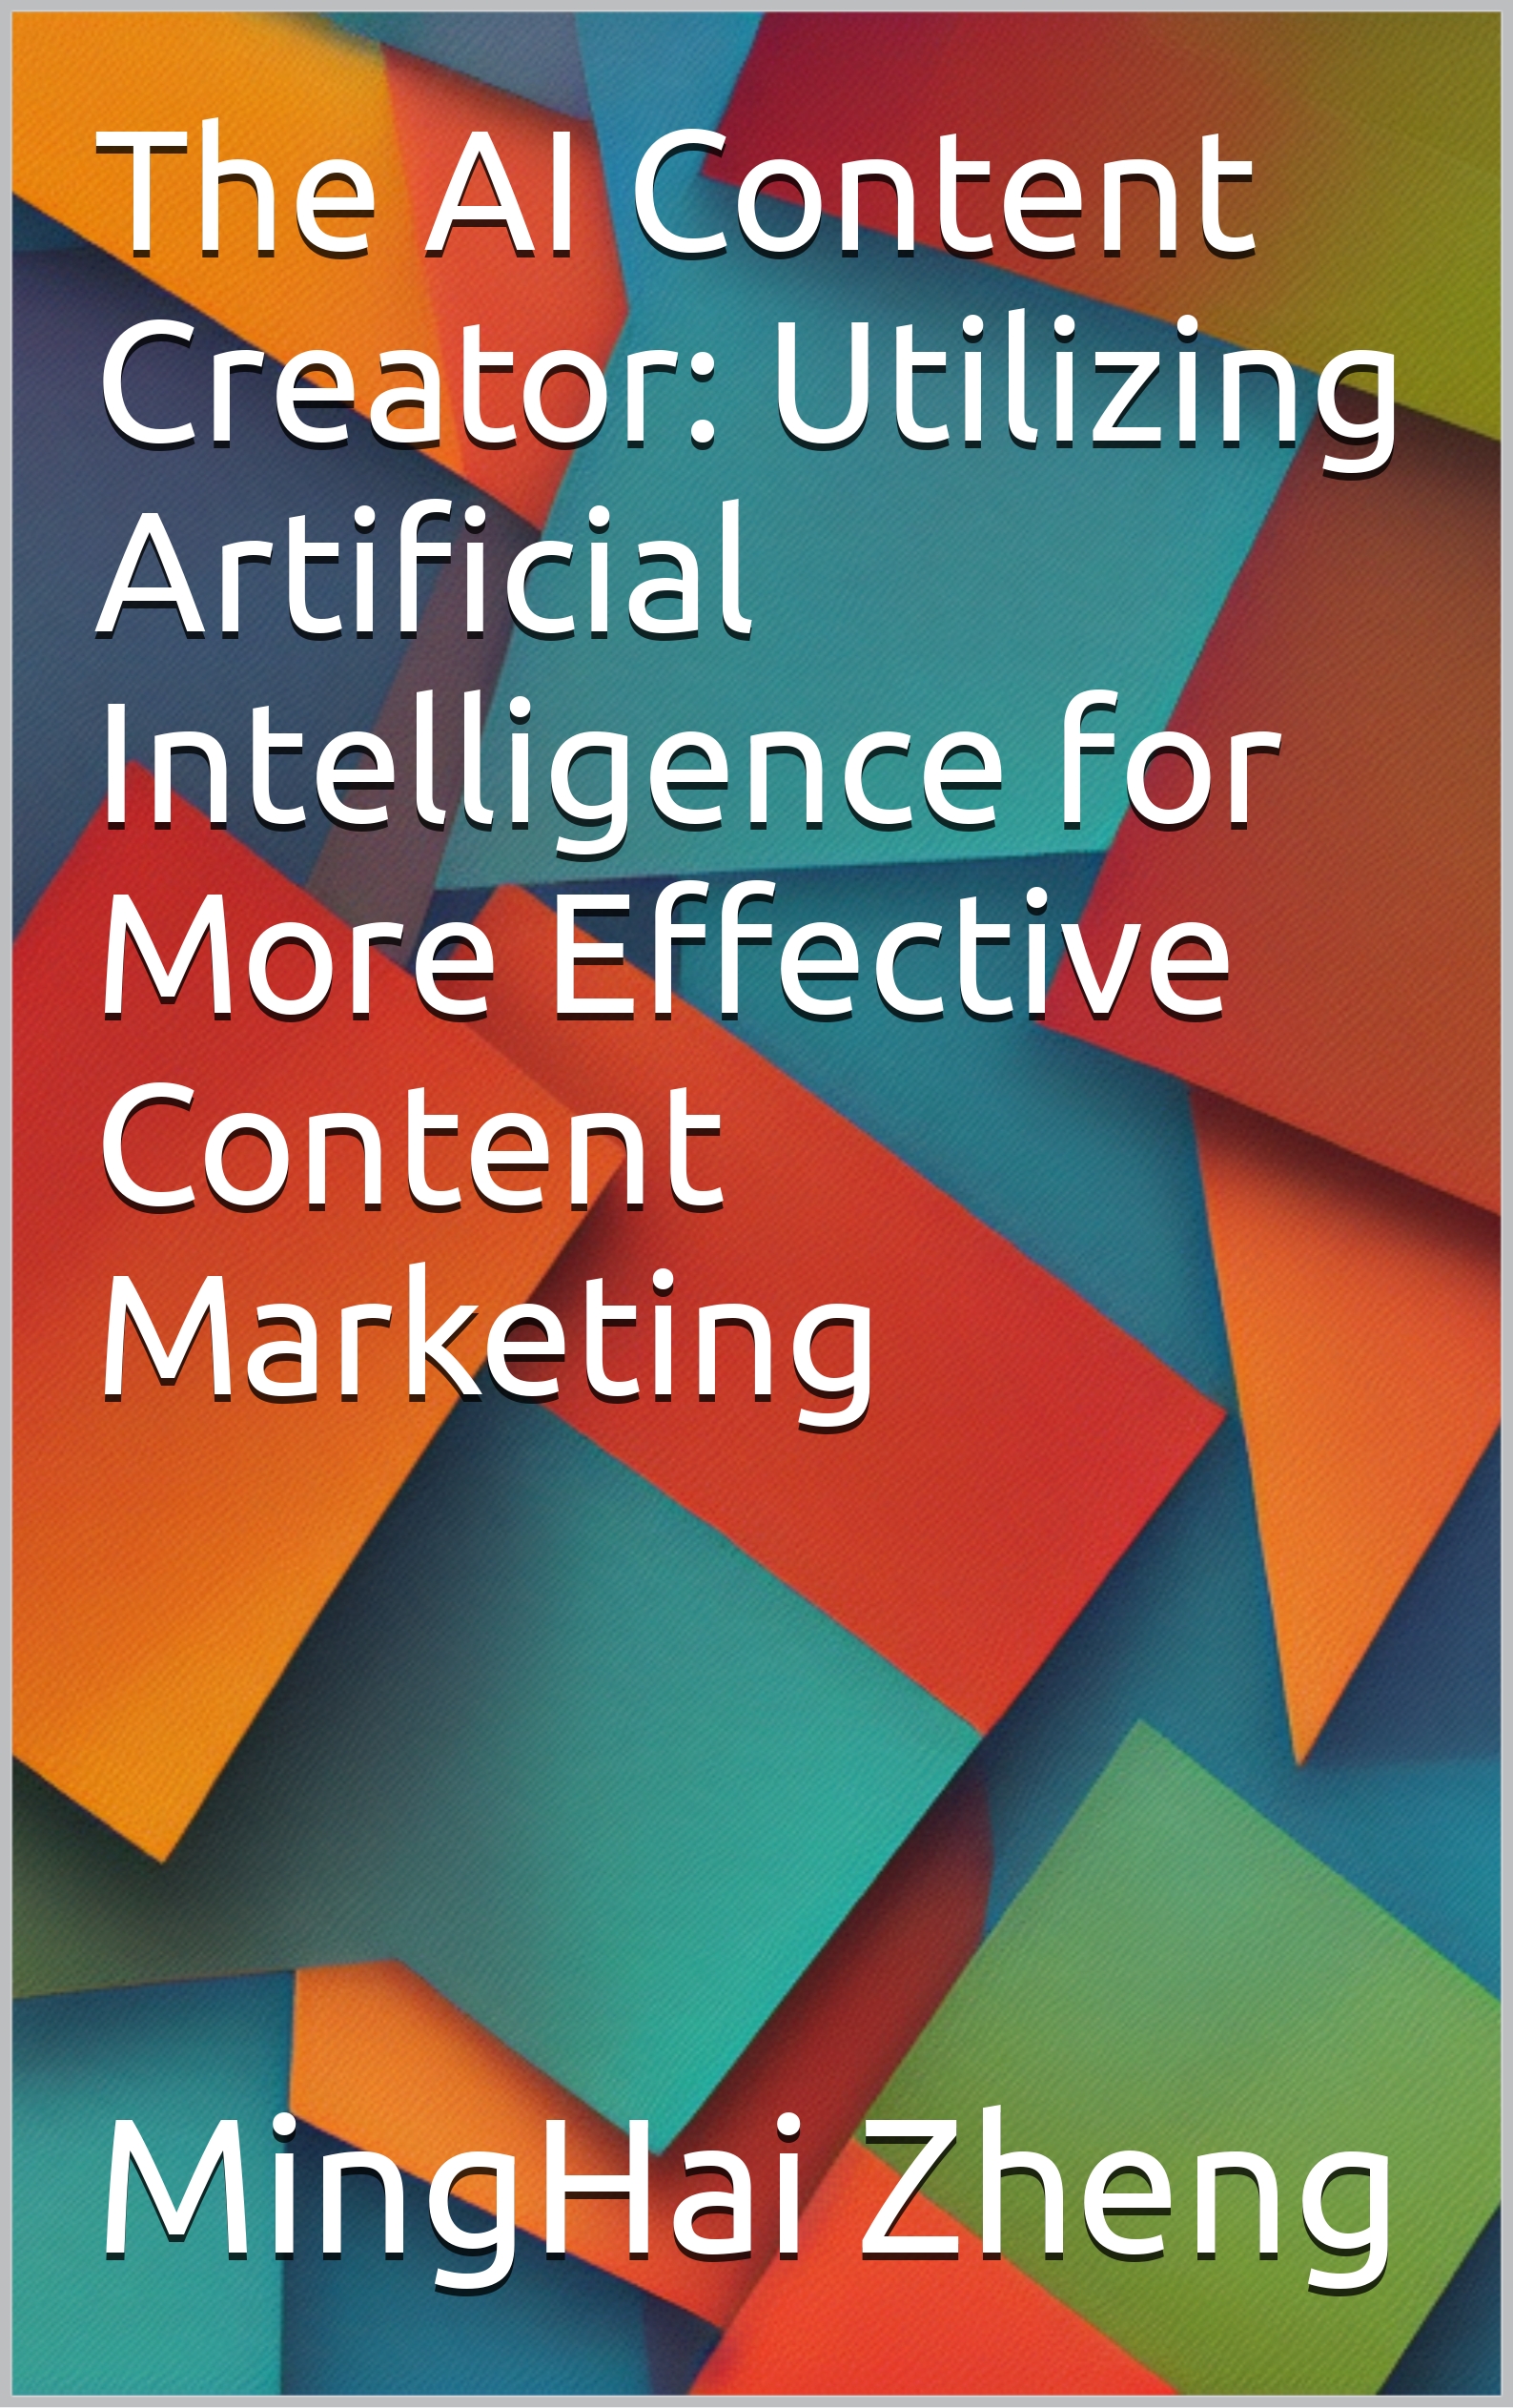 The AI Content
Creator: Utilizing
Artificial
Intelligence for
More Effective
Content
Marketing
MingHai Zheng